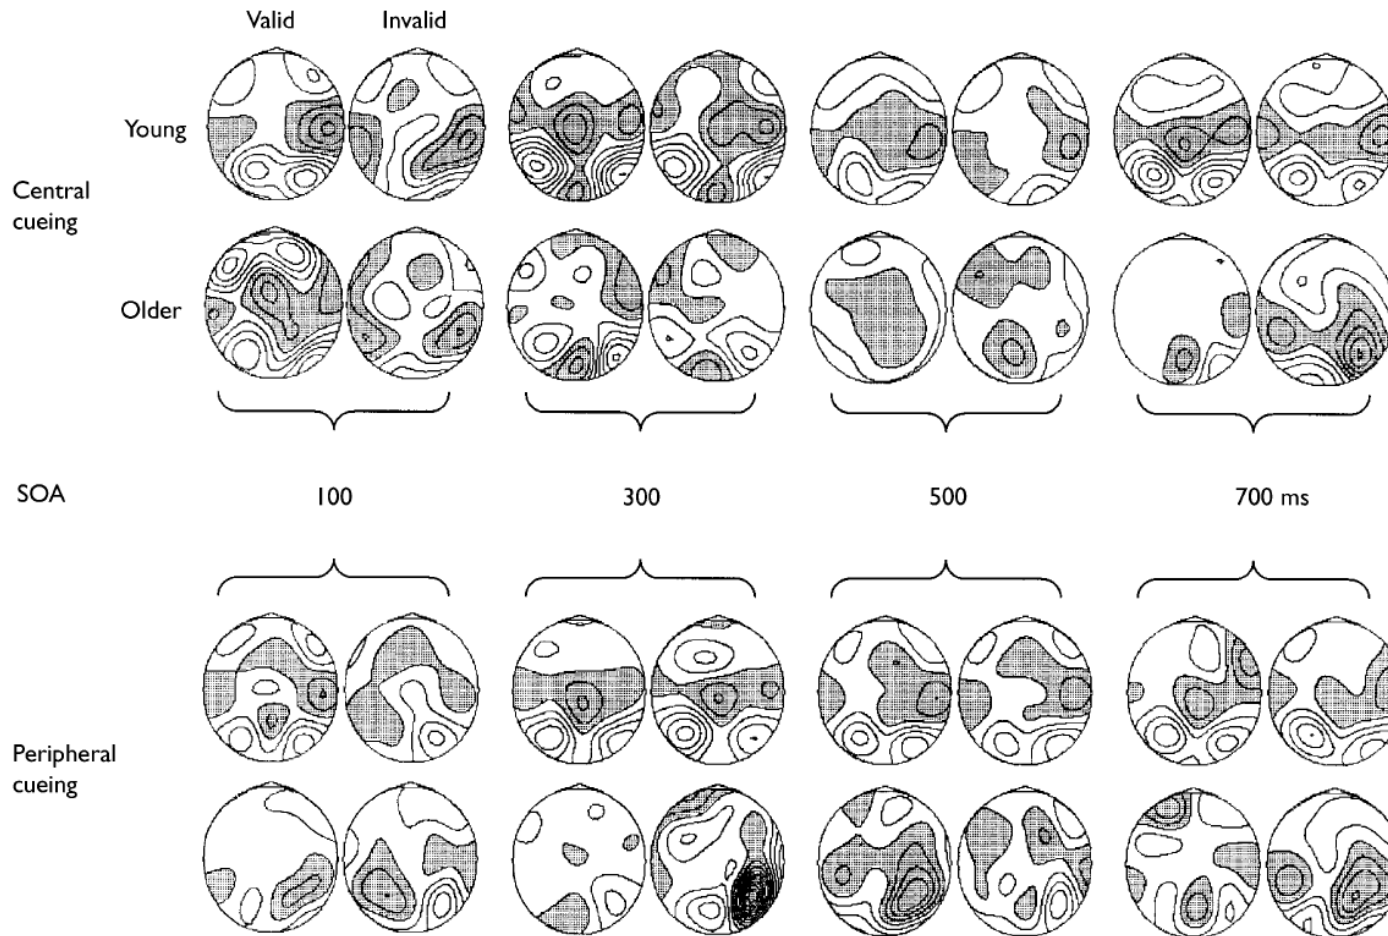 Valid Invalid
Young
Central
cueing
Older
SOA 100 300 500 700 ms
Peripheral
cueing